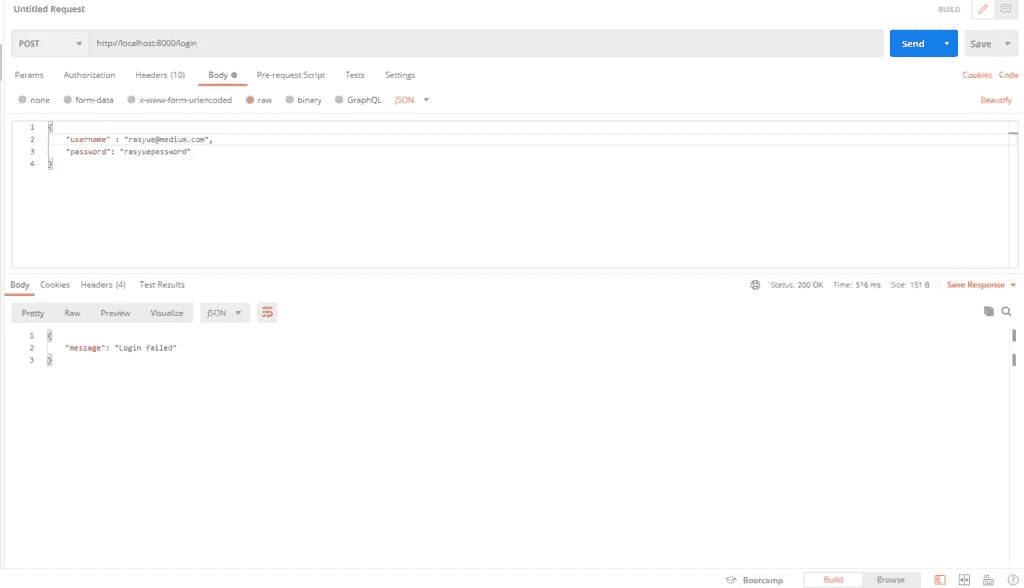 Untitled Request BUILD
POST http://localhost:8000/login Send Save
Params Authorization Headers (10) Body Pre-request Script Tests Settings Cookies Code
none form-data x-www-form-urlencoded raw binary GraphQL JSON Beautify
1 {
2 "username" : "rasyue@medium.com",
3 "password": "rasyuepassword"
4 }
Body Cookies Headers (4) Test Results Status: 200 OK Time: 516 ms Size: 151 B Save Response
Pretty Raw Preview Visualize JSON
1 {
2 "message": "Login failed"
3 }
Bootcamp Build Browse